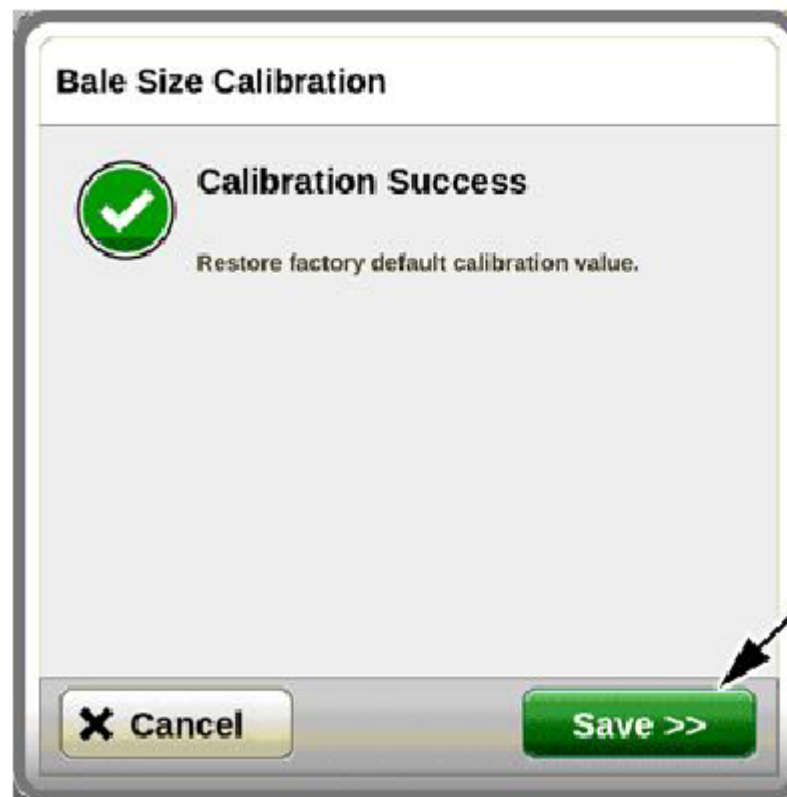 Bale Size Calibration
Calibration Success
Restore factory default calibration value.
Cancel
Save >>